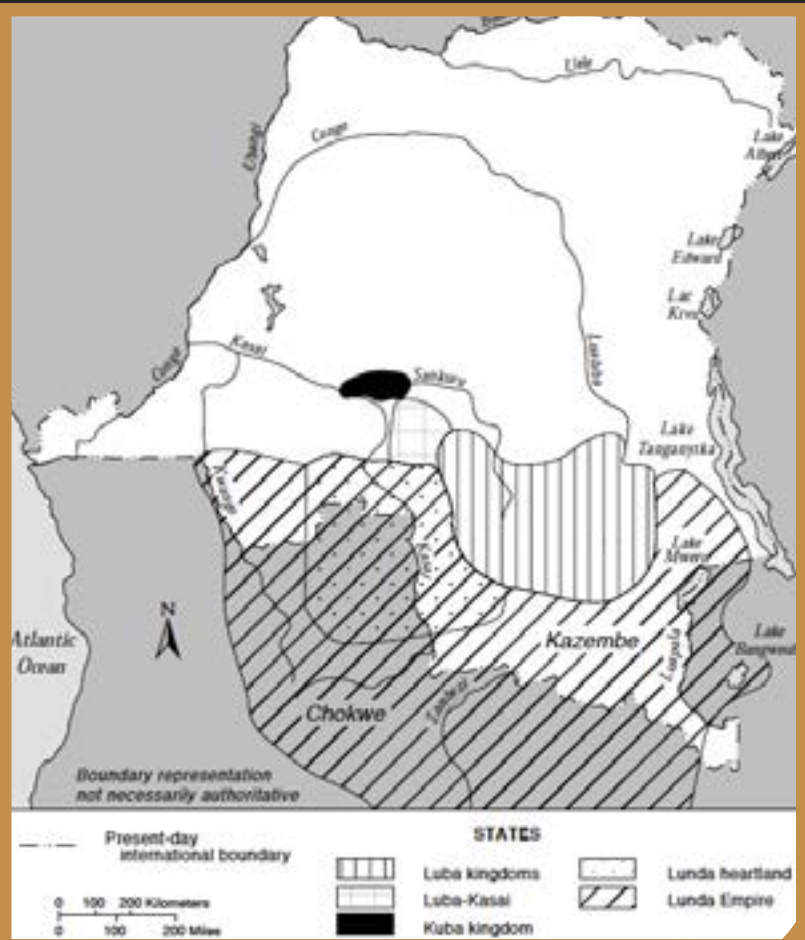 Ubangi
Congo
Uele
Lake
Albert
Lake
Edward
Lac
Kivu
Congo
Kasai
Sankuru
Lualaba
Lake
Tanganyika
Kwango
Kasai
Lake
Mweru
N
Atlantic
Ocean
Kazembe
Luapula
Lake
Bangweulu
Chokwe
Zambezi
Boundary representation
not necessarily authoritative
Present-day
international boundary
STATES
Luba kingdoms
Lunda heartland
Luba-Kasai
Lunda Empire
Kuba kingdom
0 100 200 Kilometers
0 100 200 Miles